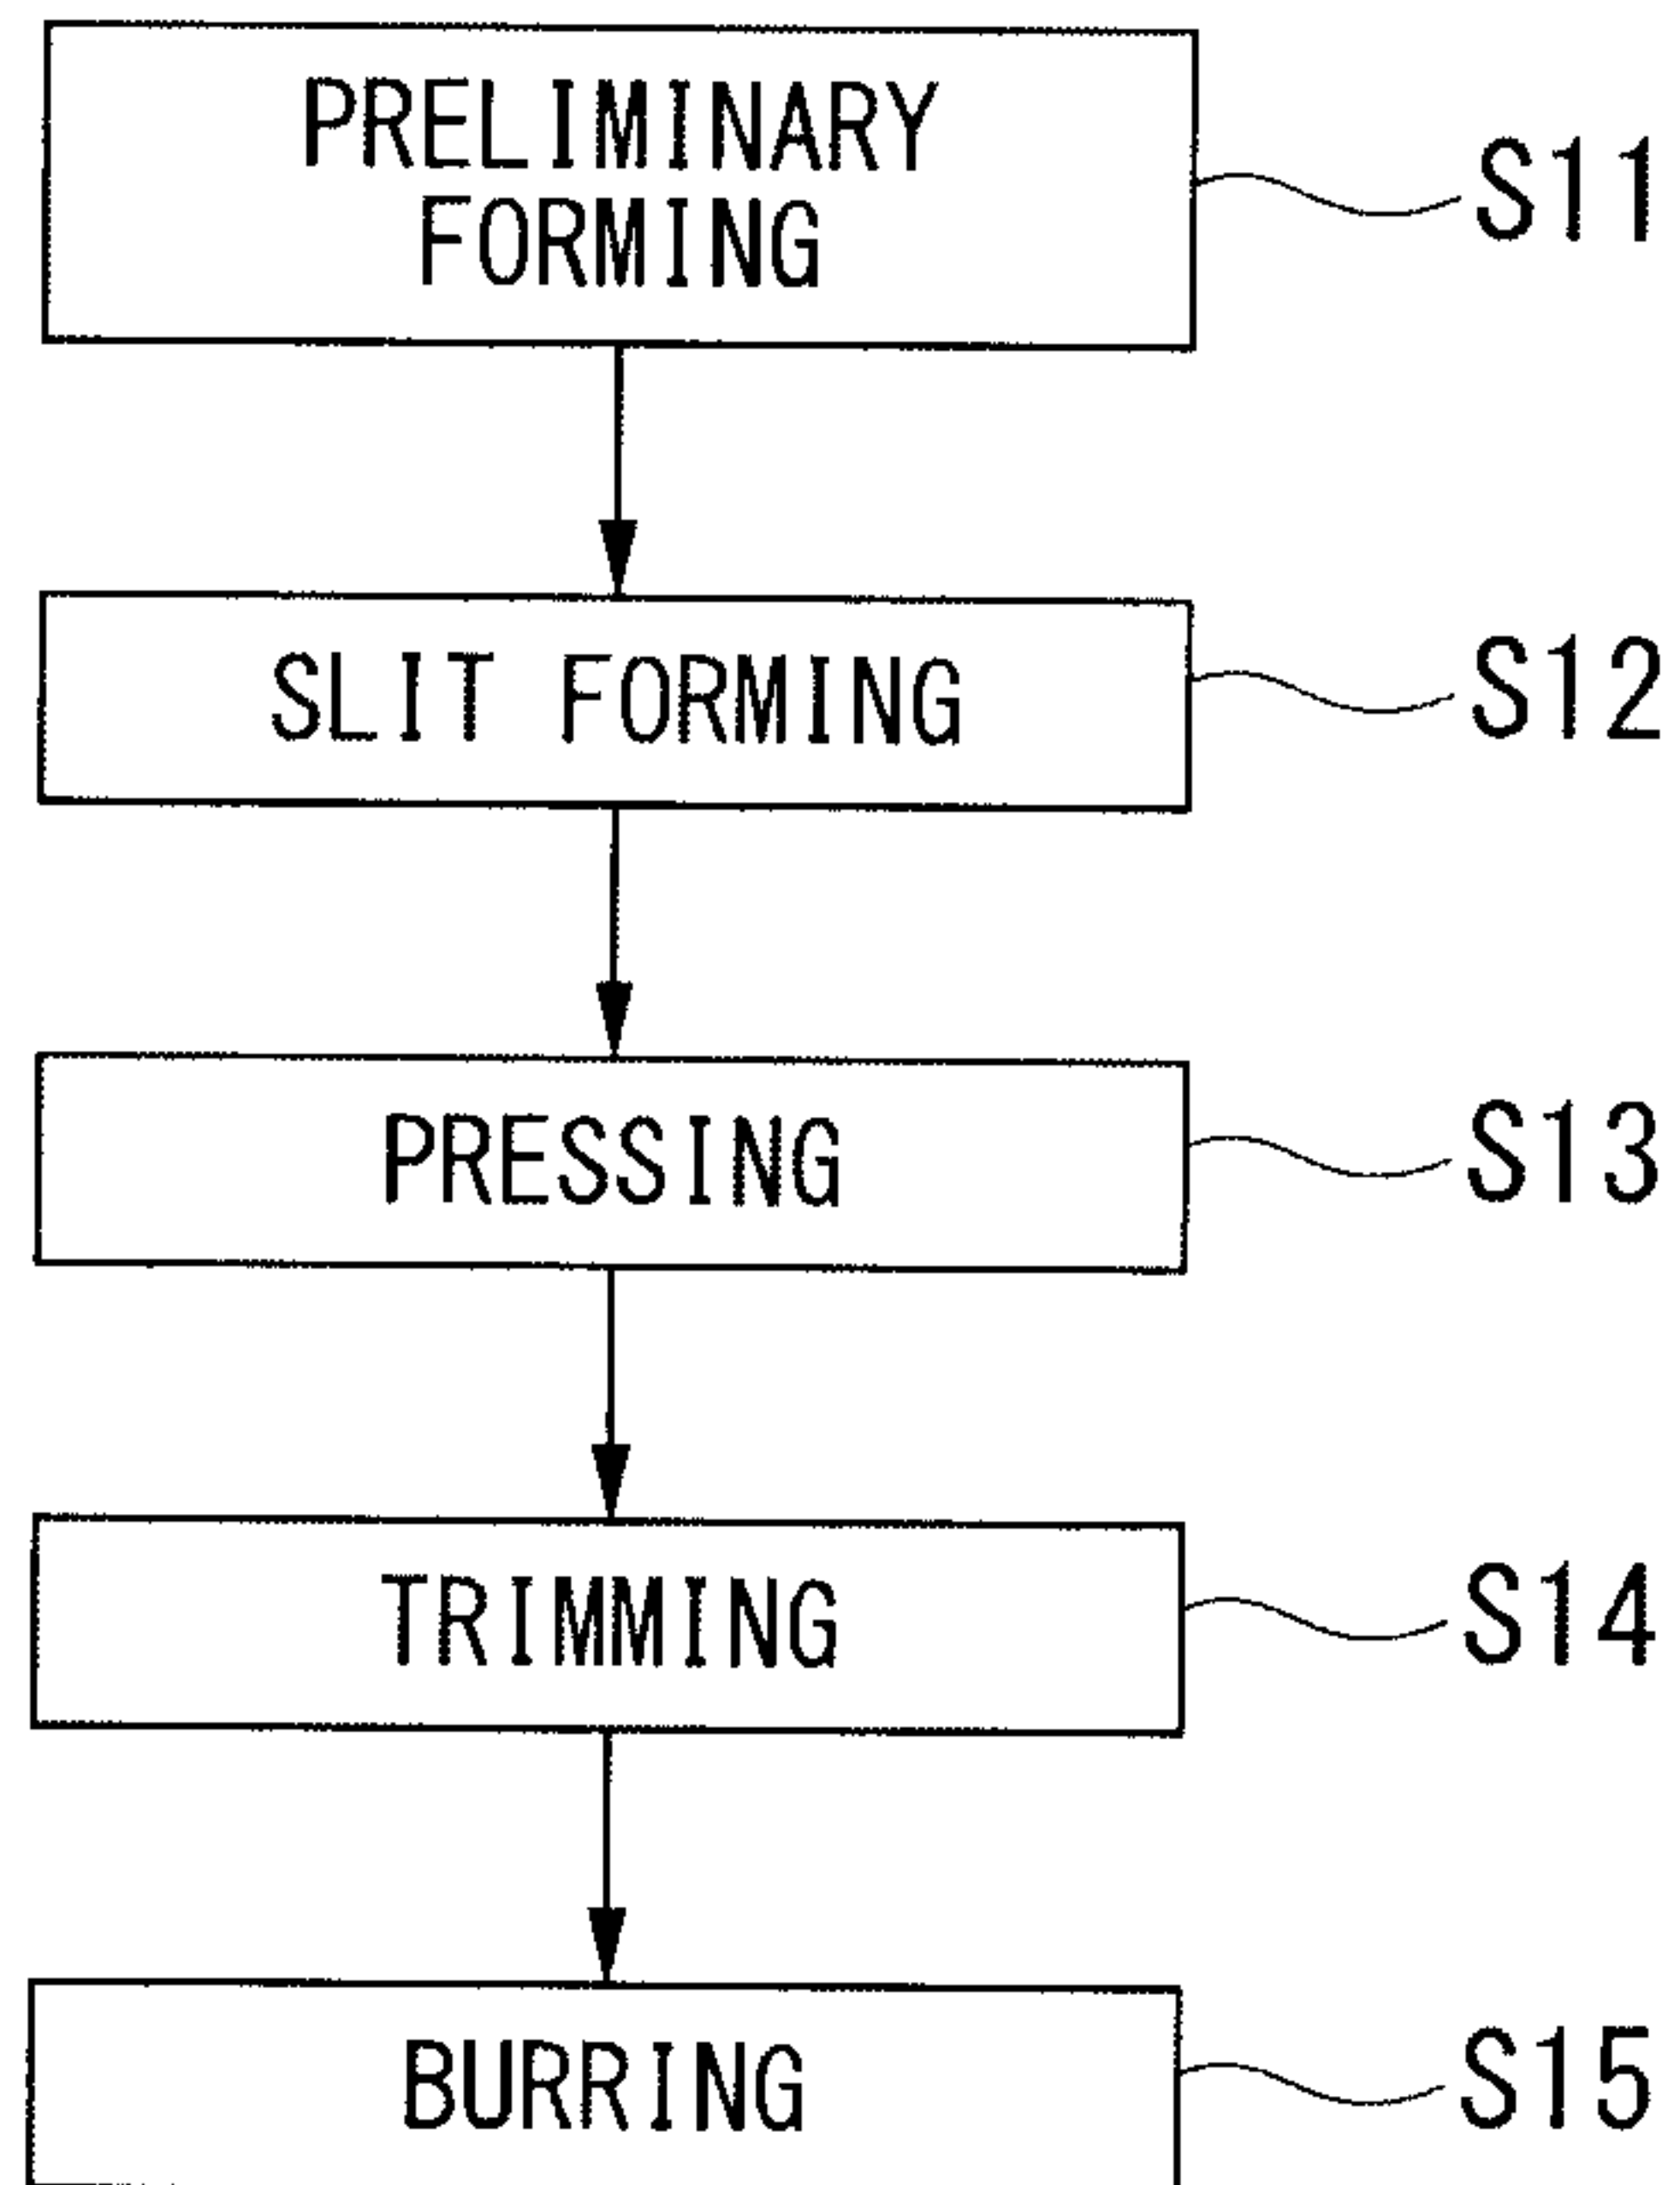 PRELIMINARY
FORMING
S11
SLIT FORMING
S12
PRESSING
S13
TRIMMING
S14
BURRING
S15